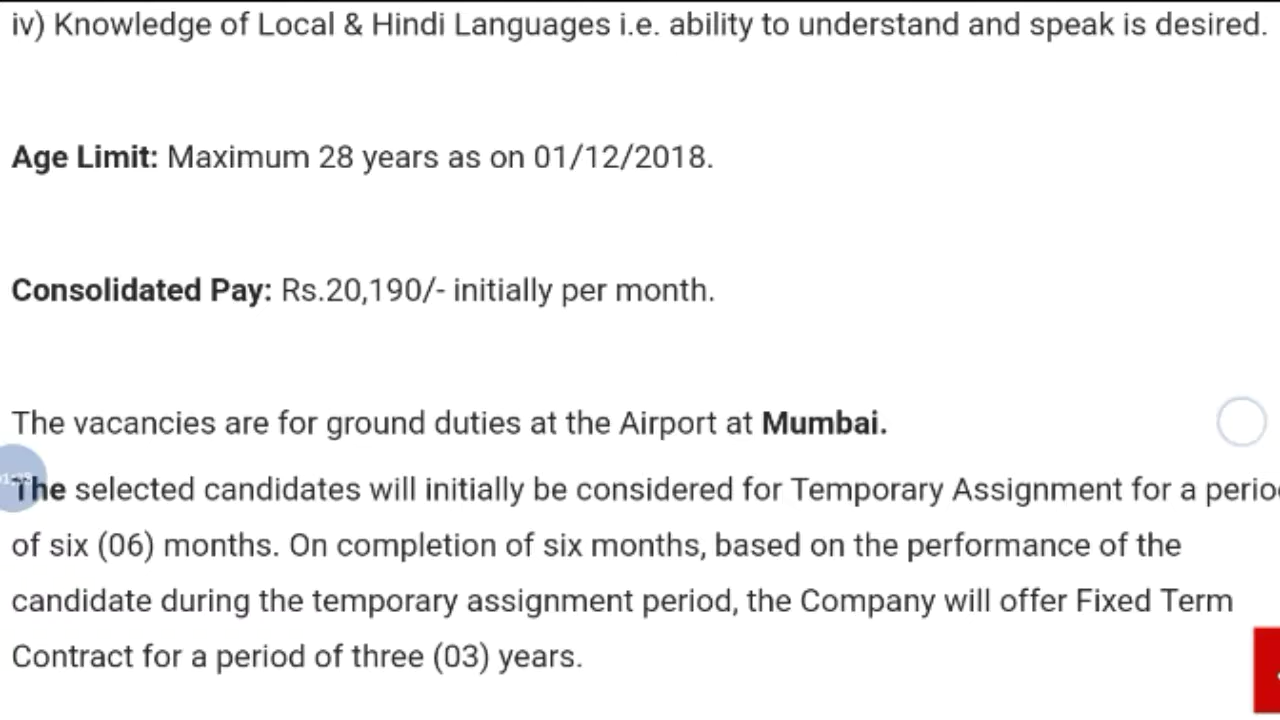 iv) Knowledge of Local & Hindi Languages i.e. ability to understand and speak is desired.
Age Limit: Maximum 28 years as on 01/12/2018.
Consolidated Pay: Rs.20,190/- initially per month.
The vacancies are for ground duties at the Airport at Mumbai.
The selected candidates will initially be considered for Temporary Assignment for a perio
of six (06) months. On completion of six months, based on the performance of the
candidate during the temporary assignment period, the Company will offer Fixed Term
Contract for a period of three (03) years.